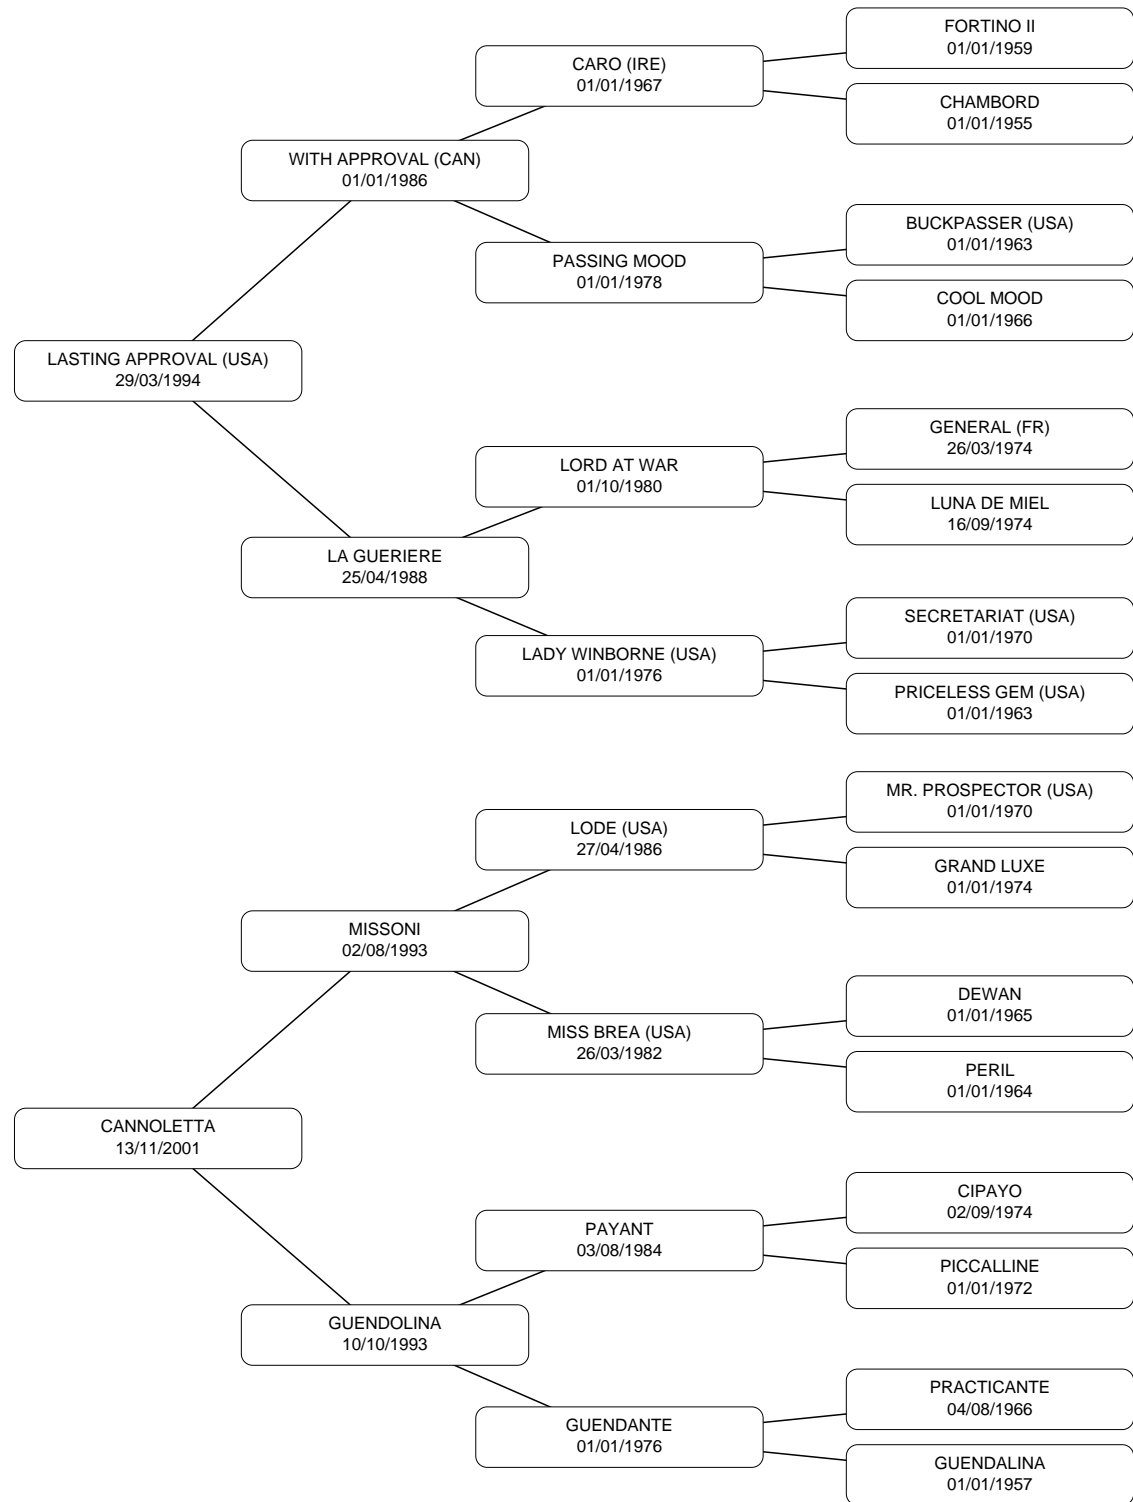 FORTINO II
01/01/1959
CARO (IRE)
01/01/1967
CHAMBORD
01/01/1955
WITH APPROVAL (CAN)
01/01/1986
BUCKPASSER (USA)
01/01/1963
PASSING MOOD
01/01/1978
COOL MOOD
01/01/1966
LASTING APPROVAL (USA)
29/03/1994
GENERAL (FR)
26/03/1974
LORD AT WAR
01/10/1980
LUNA DE MIEL
16/09/1974
LA GUERIERE
25/04/1988
SECRETARIAT (USA)
01/01/1970
LADY WINBORNE (USA)
01/01/1976
PRICELESS GEM (USA)
01/01/1963
MR. PROSPECTOR (USA)
01/01/1970
LODE (USA)
27/04/1986
GRAND LUXE
01/01/1974
MISSONI
02/08/1993
DEWAN
01/01/1965
MISS BREA (USA)
26/03/1982
PERIL
01/01/1964
CANNOLETTA
13/11/2001
CIPAYO
02/09/1974
PAYANT
03/08/1984
PICCALLINE
01/01/1972
GUENDOLINA
10/10/1993
PRACTICANTE
04/08/1966
GUENDANTE
01/01/1976
GUENDALINA
01/01/1957